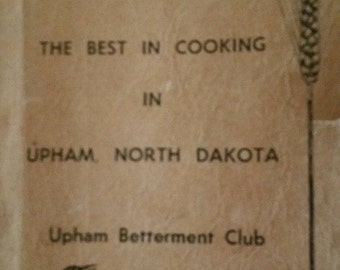 THE BEST IN COOKING
IN
UPHAM, NORTH DAKOTA
Upham Betterment Club